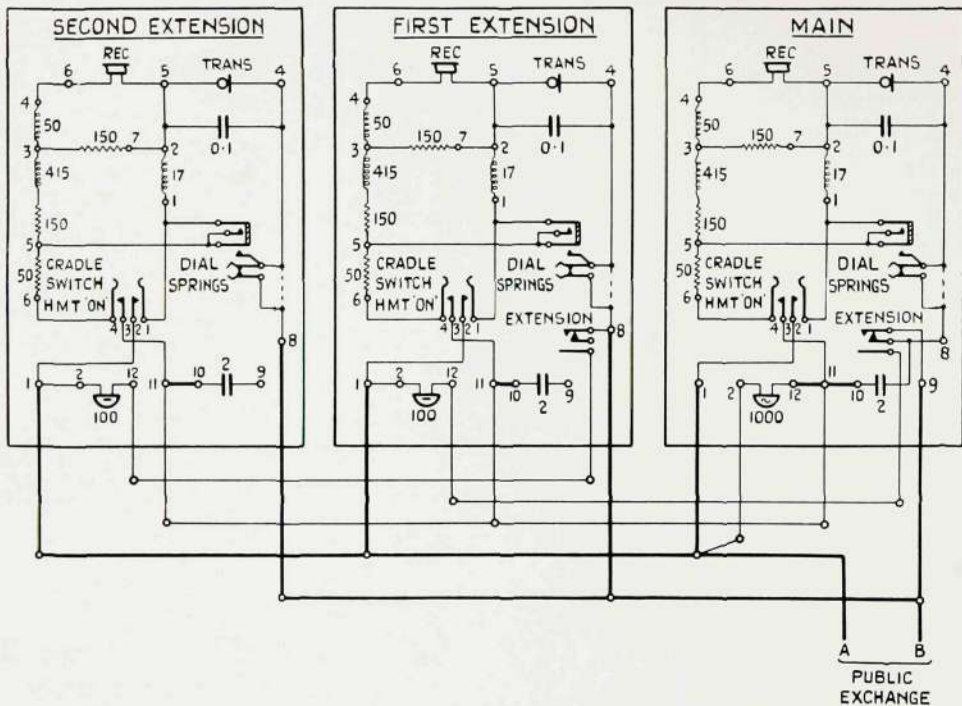 SECOND EXTENSION
REC
6
5
TRANS
4
4
50
150
7
3
2
0·1
415
17
1
150
5
50
CRADLE
SWITCH
HMT 'ON'
DIAL
SPRINGS
6
4 3 2 1
8
1
2
12
11
10
9
100
2
FIRST EXTENSION
REC
6
5
TRANS
4
4
50
150
7
3
2
0·1
415
17
1
150
5
50
CRADLE
SWITCH
HMT 'ON'
DIAL
SPRINGS
6
4 3 2 1
EXTENSION
8
1
2
12
11
10
9
100
2
MAIN
REC
6
5
TRANS
4
4
50
150
7
3
2
0·1
415
17
1
150
5
50
CRADLE
SWITCH
HMT 'ON'
DIAL
SPRINGS
6
4 3 2 1
EXTENSION
8
1
2
12
11
10
9
1000
2
A
B
PUBLIC
EXCHANGE